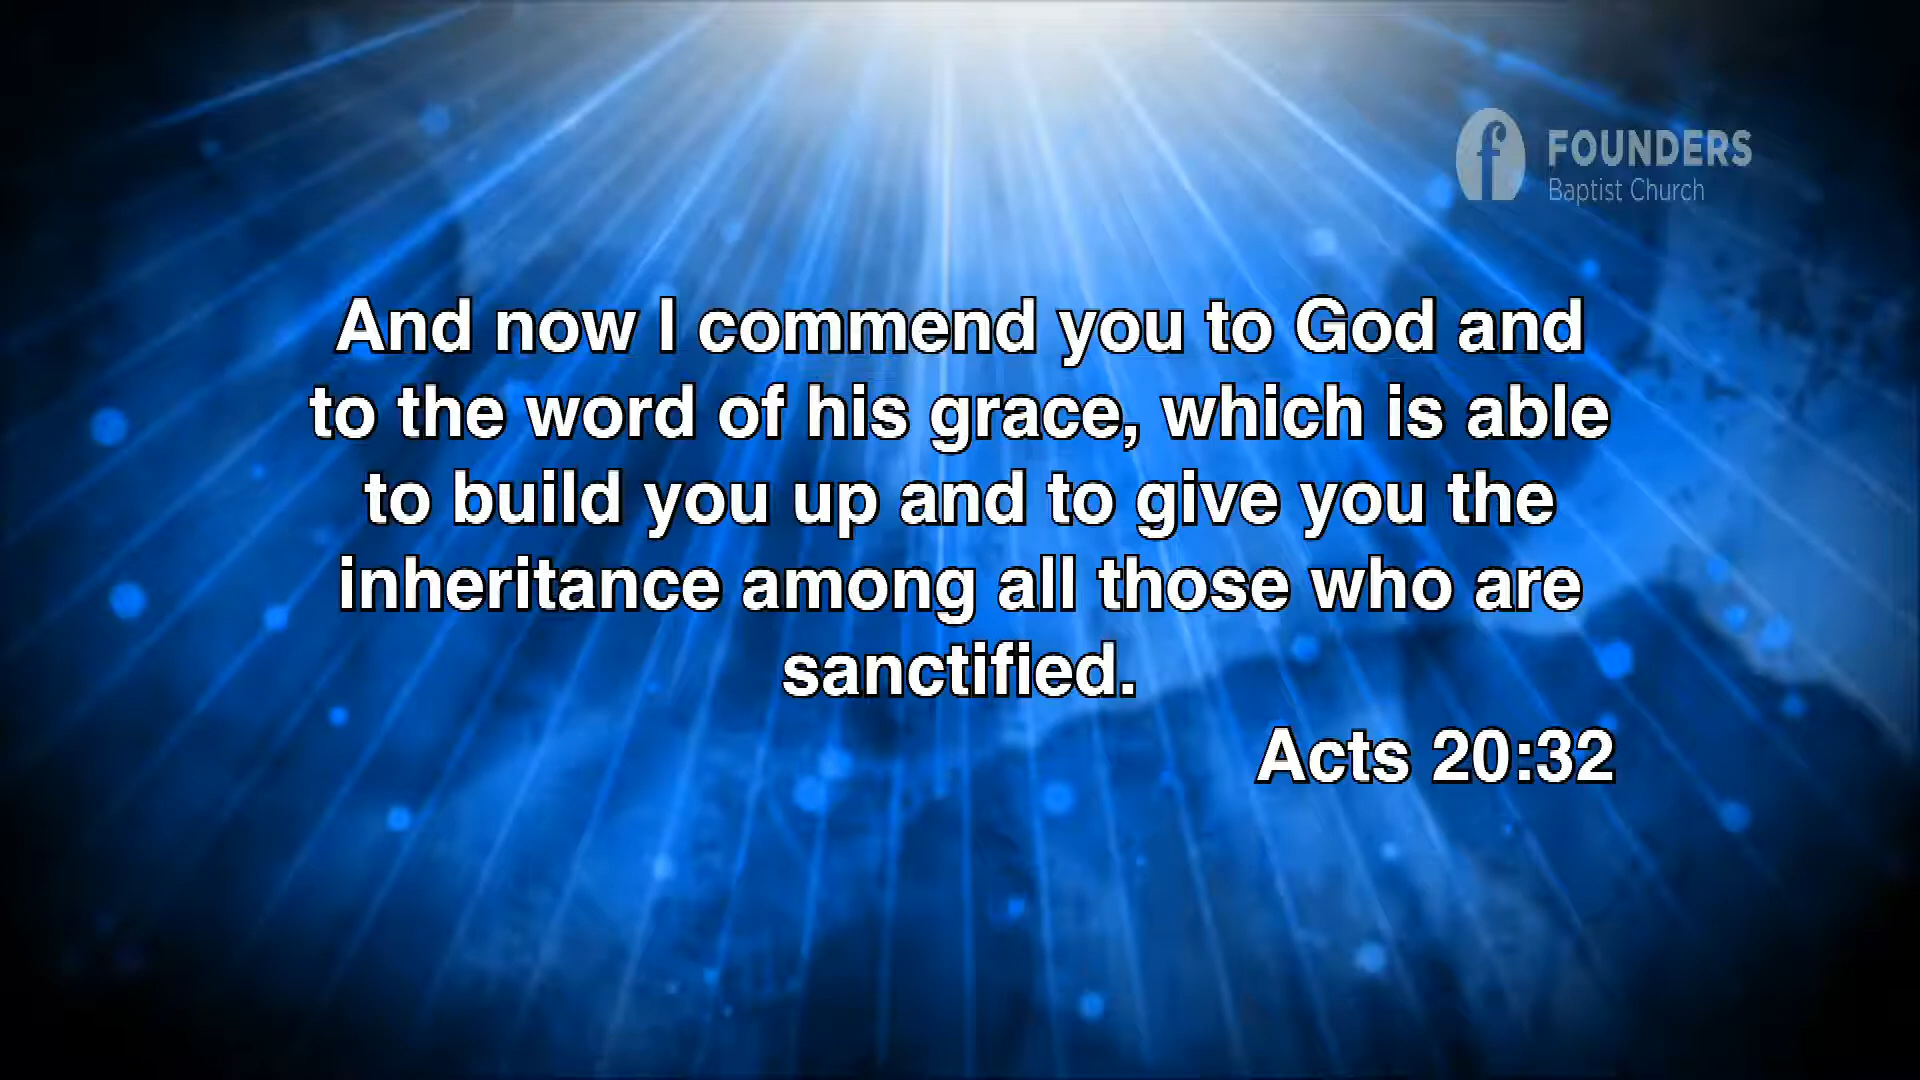 FOUNDERS
Baptist Church
And now I commend you to God and
to the word of his grace, which is able
to build you up and to give you the
inheritance among all those who are
sanctified.
Acts 20:32